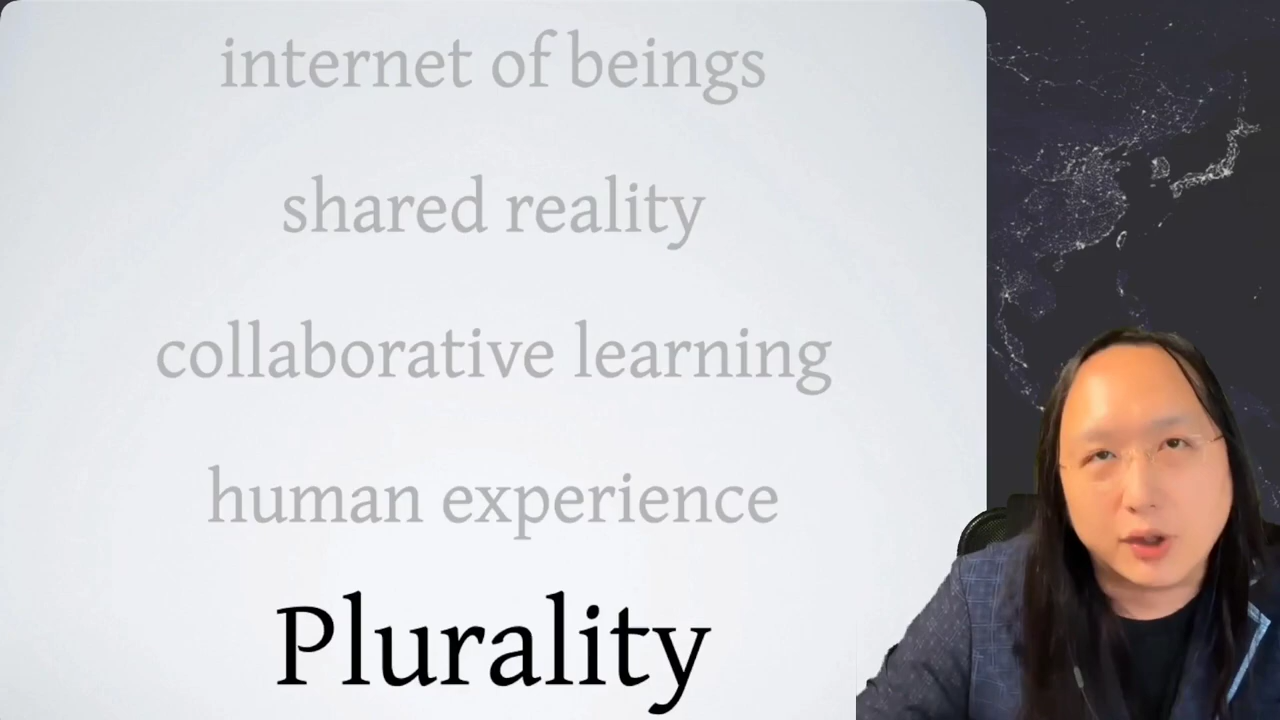 internet of beings
shared reality
collaborative learning
human experience
Plurality